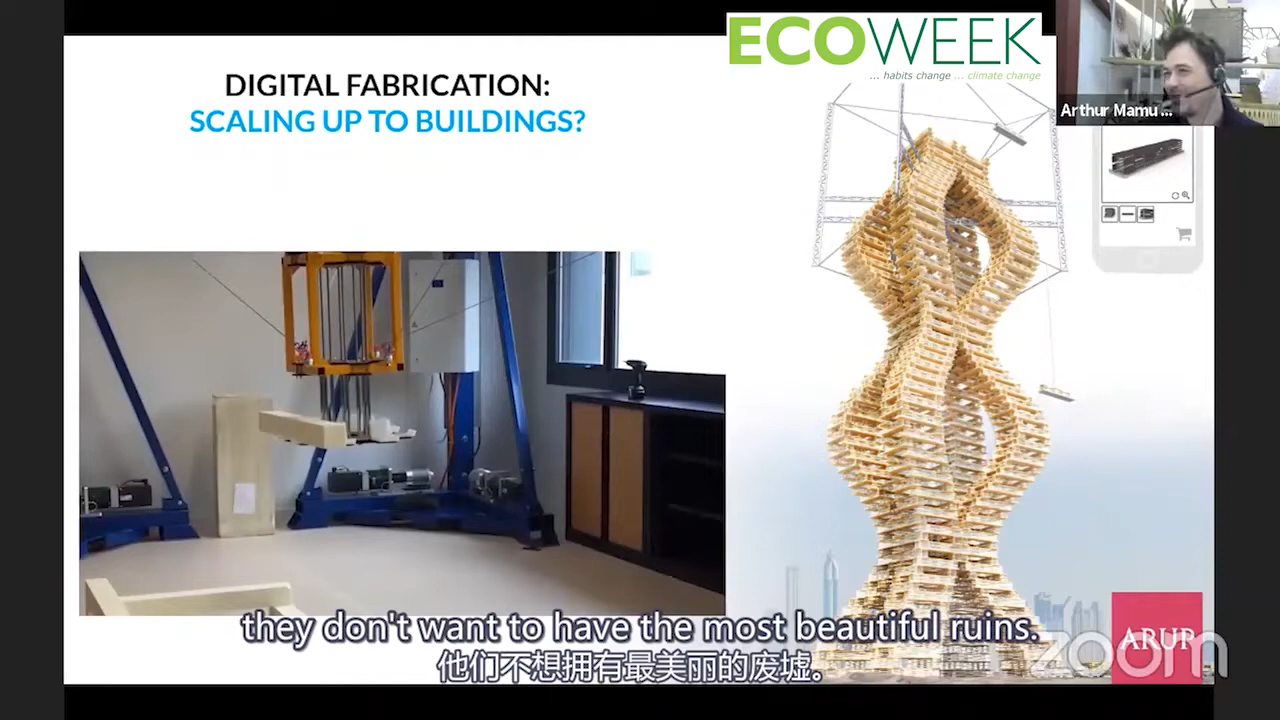 ECOWEEK
... habits change ... climate change
Arthur Mamu ...
DIGITAL FABRICATION:
SCALING UP TO BUILDINGS?
they don't want to have the most beautiful ruins.
他们不想拥有最美丽的废墟。
ARUP
zoom